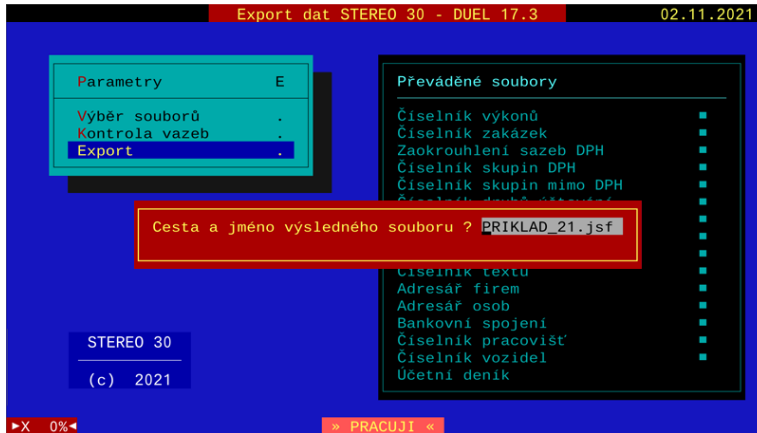 Export dat STEREO 30 - DUEL 17.3
02.11.2021
Parametry E
Výběr souborů .
Kontrola vazeb .
Export .
Převáděné soubory
Číselník výkonů ■
Číselník zakázek ■
Zaokrouhlení sazeb DPH ■
Číselník skupin DPH ■
Číselník skupin mimo DPH ■
Číselník druhů účtování
Cesta a jméno výsledného souboru ? PRIKLAD_21.jsf
Číselník textů ■
Adresář firem ■
Adresář osob ■
Bankovní spojení ■
Číselník pracovišť ■
Číselník vozidel ■
Účetní deník
STEREO 30
(c) 2021
►X 0%◄
» PRACUJI «